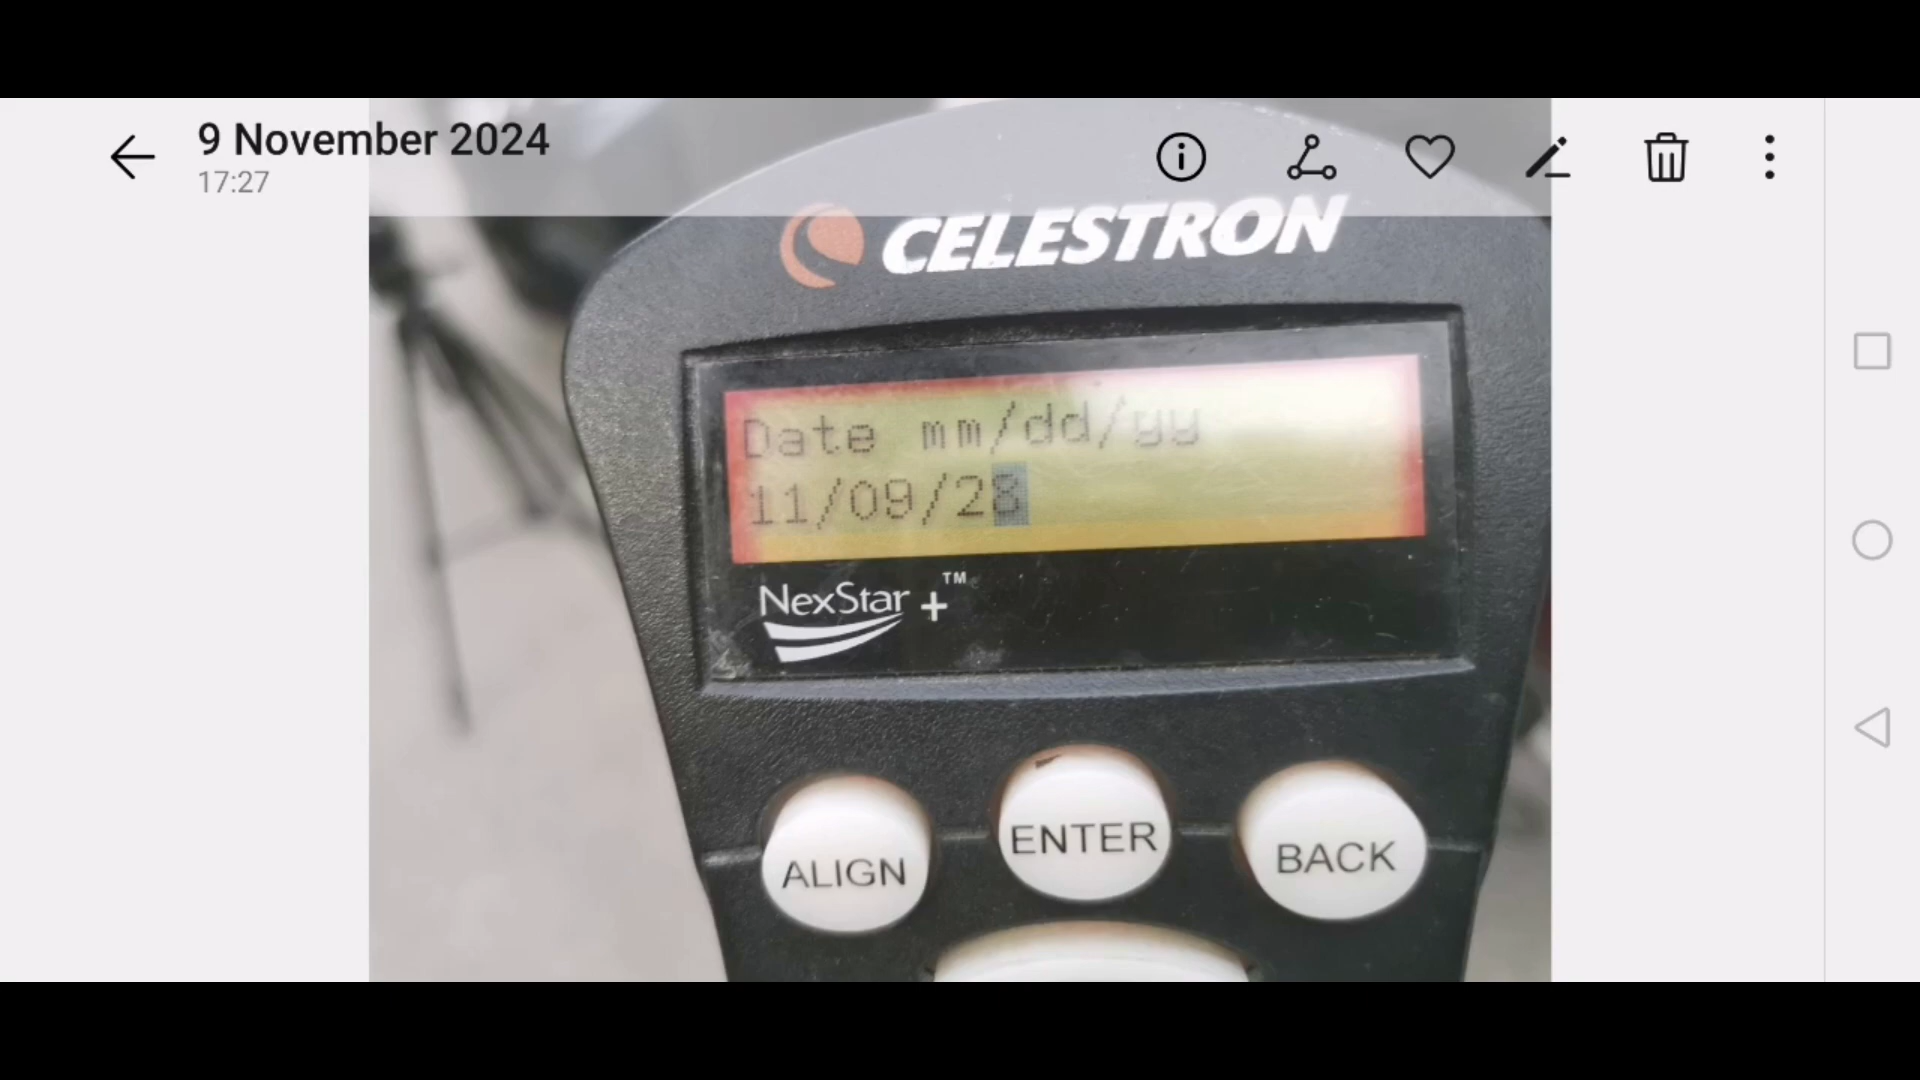 9 November 2024
17:27
CELESTRON
Date mm/dd/yy
11/09/28
NexStar +™
ALIGN
ENTER
BACK